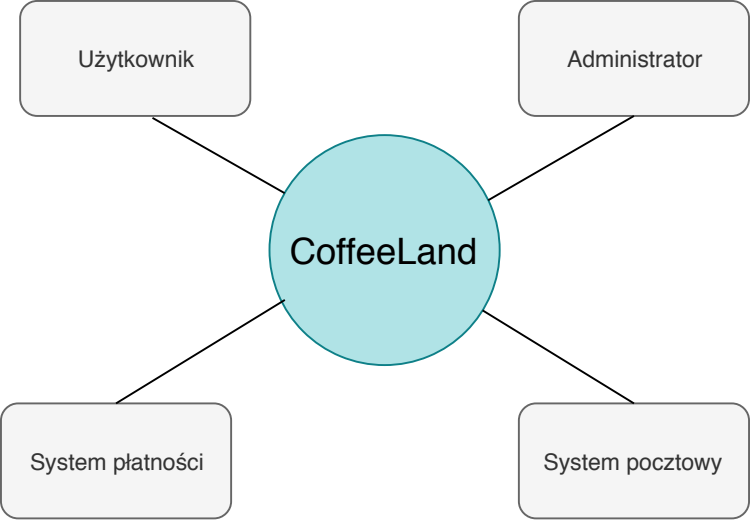 Użytkownik
Administrator
CoffeeLand
System płatności
System pocztowy